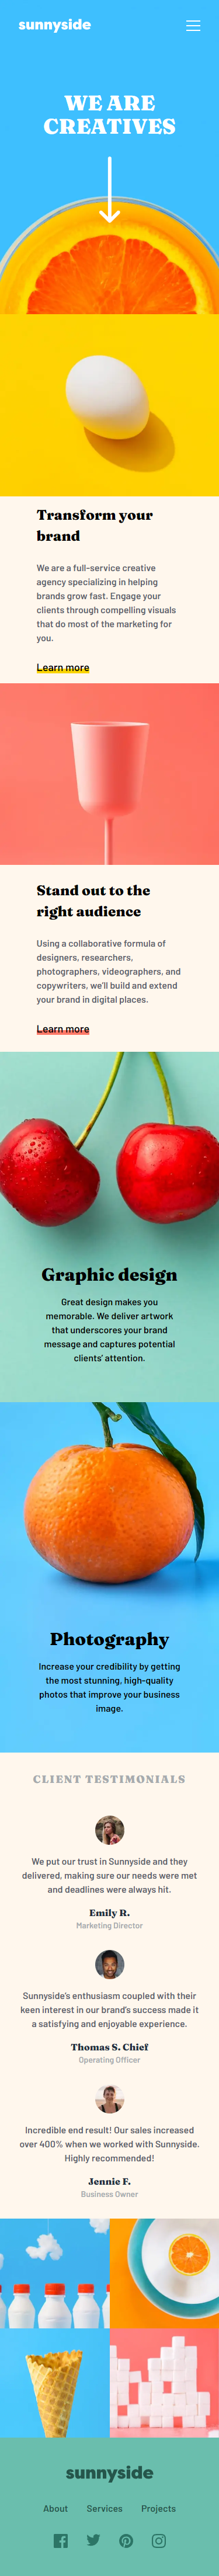 sunnyside
WE ARE
CREATIVES
Transform your
brand
We are a full-service creative
agency specializing in helping
brands grow fast. Engage your
clients through compelling visuals
that do most of the marketing for
you.
Learn more
Stand out to the
right audience
Using a collaborative formula of
designers, researchers,
photographers, videographers, and
copywriters, we'll build and extend
your brand in digital places.
Learn more
Graphic design
Great design makes you
memorable. We deliver artwork
that underscores your brand
message and captures potential
clients' attention.
Photography
Increase your credibility by getting
the most stunning, high-quality
photos that improve your business
image.
CLIENT TESTIMONIALS
We put our trust in Sunnyside and they
delivered, making sure our needs were met
and deadlines were always hit.
Emily R.
Marketing Director
Sunnyside's enthusiasm coupled with their
keen interest in our brand's success made it
a satisfying and enjoyable experience.
Thomas S. Chief
Operating Officer
Incredible end result! Our sales increased
over 400% when we worked with Sunnyside.
Highly recommended!
Jennie F.
Business Owner
sunnyside
About Services Projects